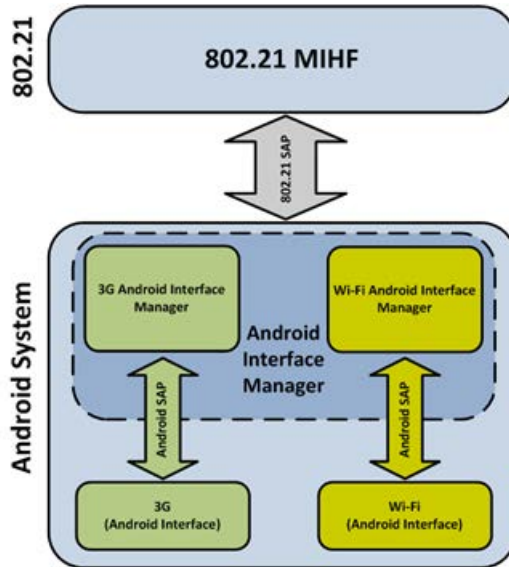 802.21
802.21 MIHF
802.21 SAP
Android System
3G Android Interface
Manager
Wi-Fi Android Interface
Manager
Android
Interface
Manager
Android SAP
Android SAP
3G
(Android Interface)
Wi-Fi
(Android Interface)